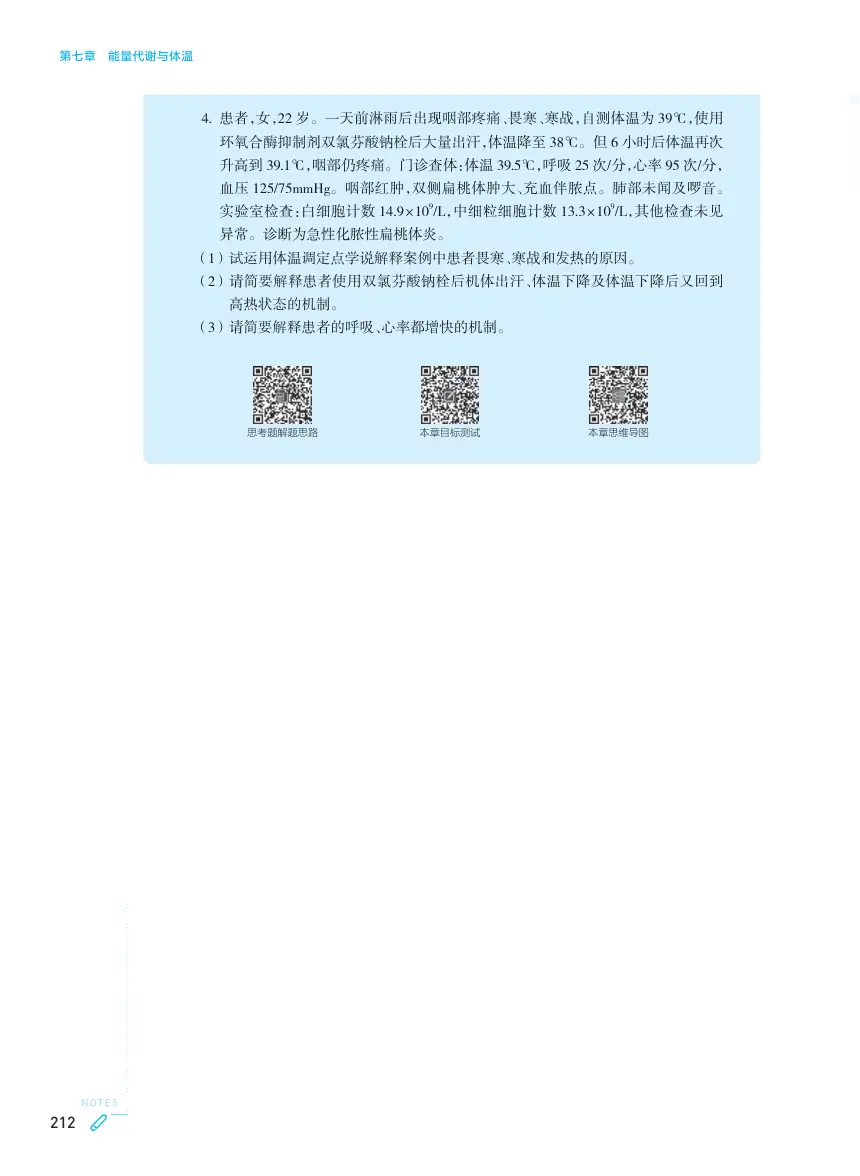 第七章 能量代谢与体温
4. 患者,女,22 岁。一天前淋雨后出现咽部疼痛、畏寒、寒战,自测体温为 39℃,使用
环氧合酶抑制剂双氯芬酸钠栓后大量出汗,体温降至 38℃。但 6 小时后体温再次
升高到 39.1℃,咽部仍疼痛。门诊查体:体温 39.5℃,呼吸 25 次/分,心率 95 次/分,
血压 125/75mmHg。咽部红肿,双侧扁桃体肿大、充血伴脓点。肺部未闻及啰音。
实验室检查:白细胞计数 14.9×10⁹/L,中细粒细胞计数 13.3×10⁹/L,其他检查未见
异常。诊断为急性化脓性扁桃体炎。
(1)试运用体温调定点学说解释案例中患者畏寒、寒战和发热的原因。
(2)请简要解释患者使用双氯芬酸钠栓后机体出汗、体温下降及体温下降后又回到
高热状态的机制。
(3)请简要解释患者的呼吸、心率都增快的机制。
思考题解题思路 本章目标测试 本章思维导图
NOTES
212